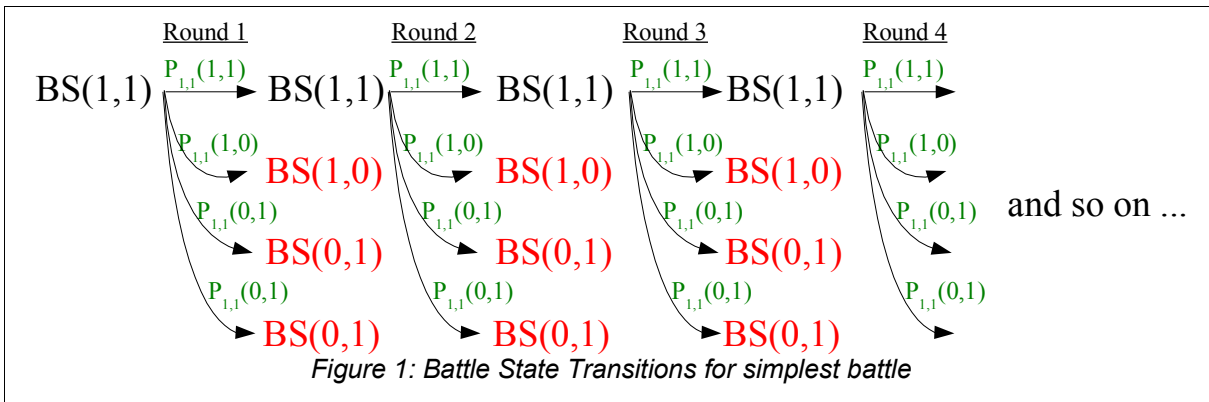 Round 1 Round 2 Round 3 Round 4
P1,1(1,1) P1,1(1,1) P1,1(1,1) P1,1(1,1)
BS(1,1) BS(1,1) BS(1,1) BS(1,1)
P1,1(1,0) P1,1(1,0) P1,1(1,0) P1,1(1,0)
BS(1,0) BS(1,0) BS(1,0)
P1,1(0,1) P1,1(0,1) P1,1(0,1) P1,1(0,1) and so on ...
BS(0,1) BS(0,1) BS(0,1)
P1,1(0,1) P1,1(0,1) P1,1(0,1) P1,1(0,1)
BS(0,1) BS(0,1) BS(0,1)
Figure 1: Battle State Transitions for simplest battle